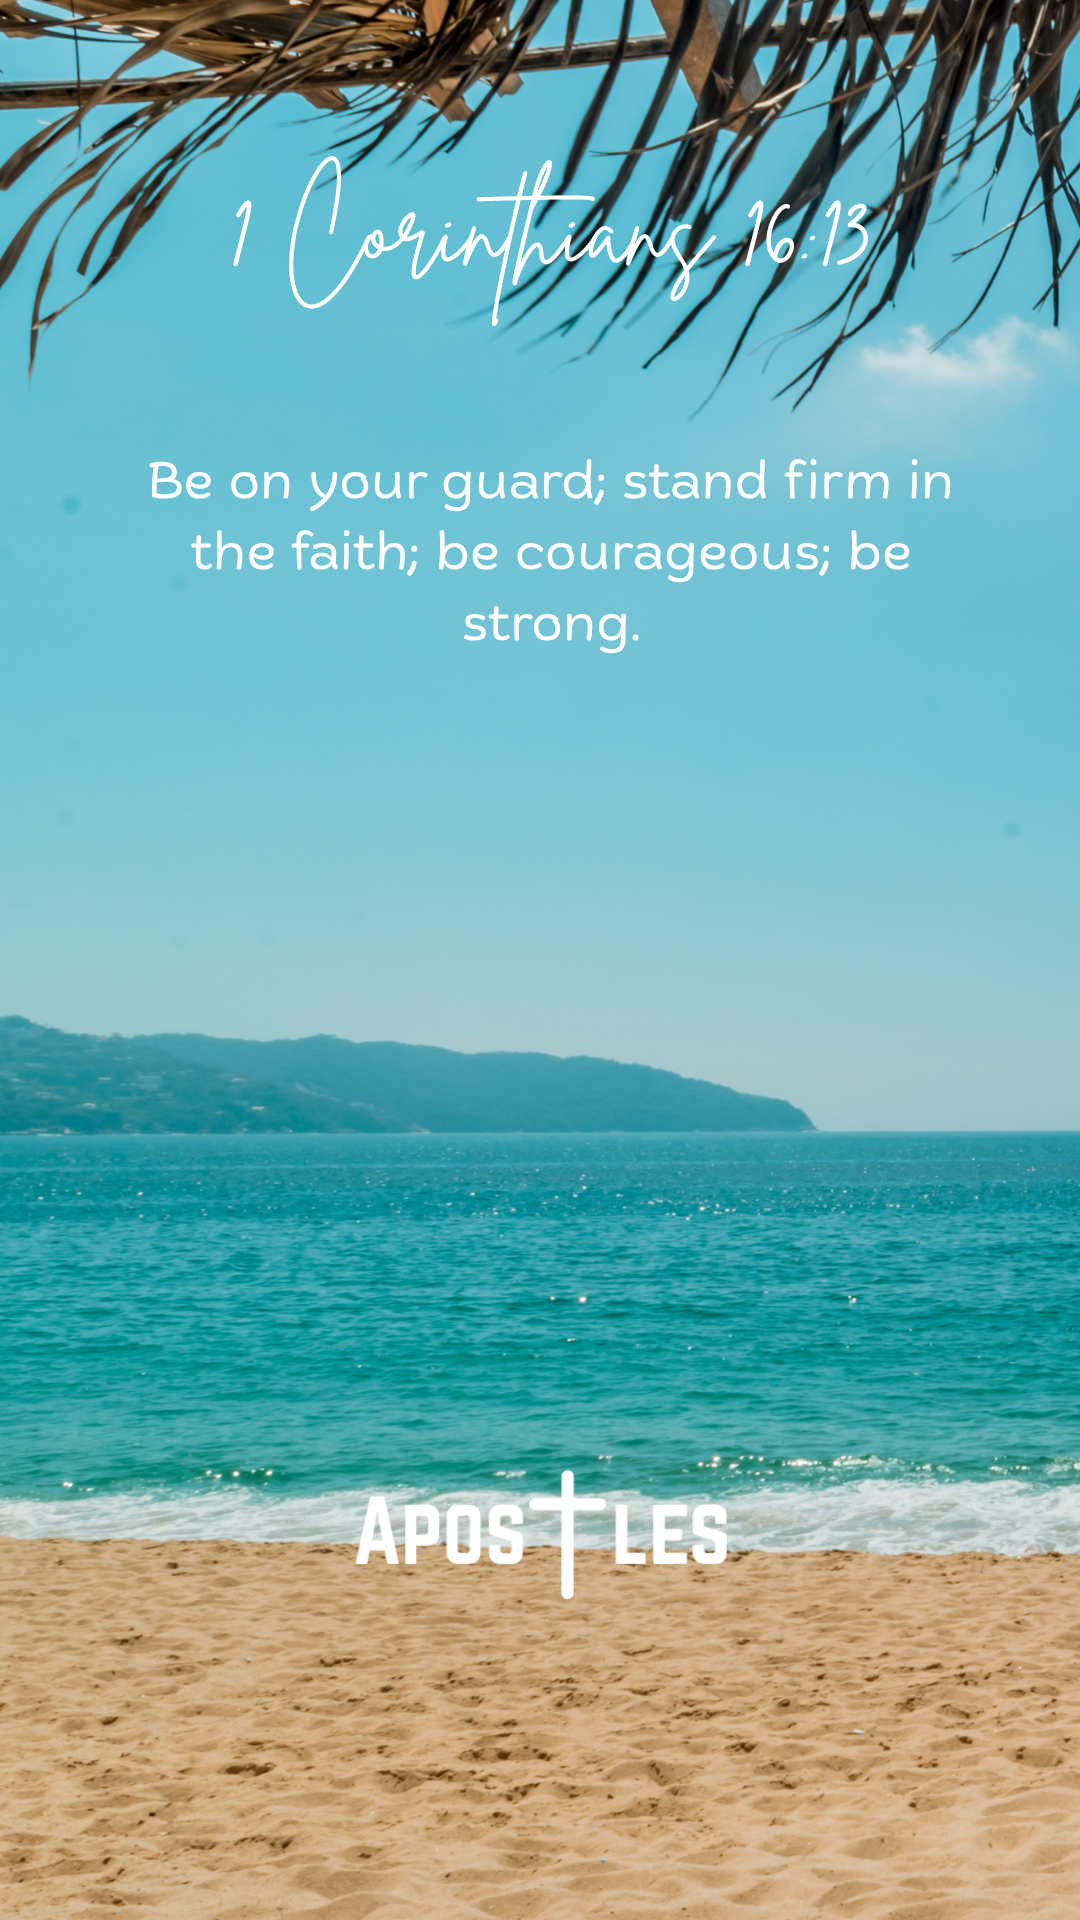 1 Corinthians 16:13
Be on your guard; stand firm in
the faith; be courageous; be
strong.
APOSTLES